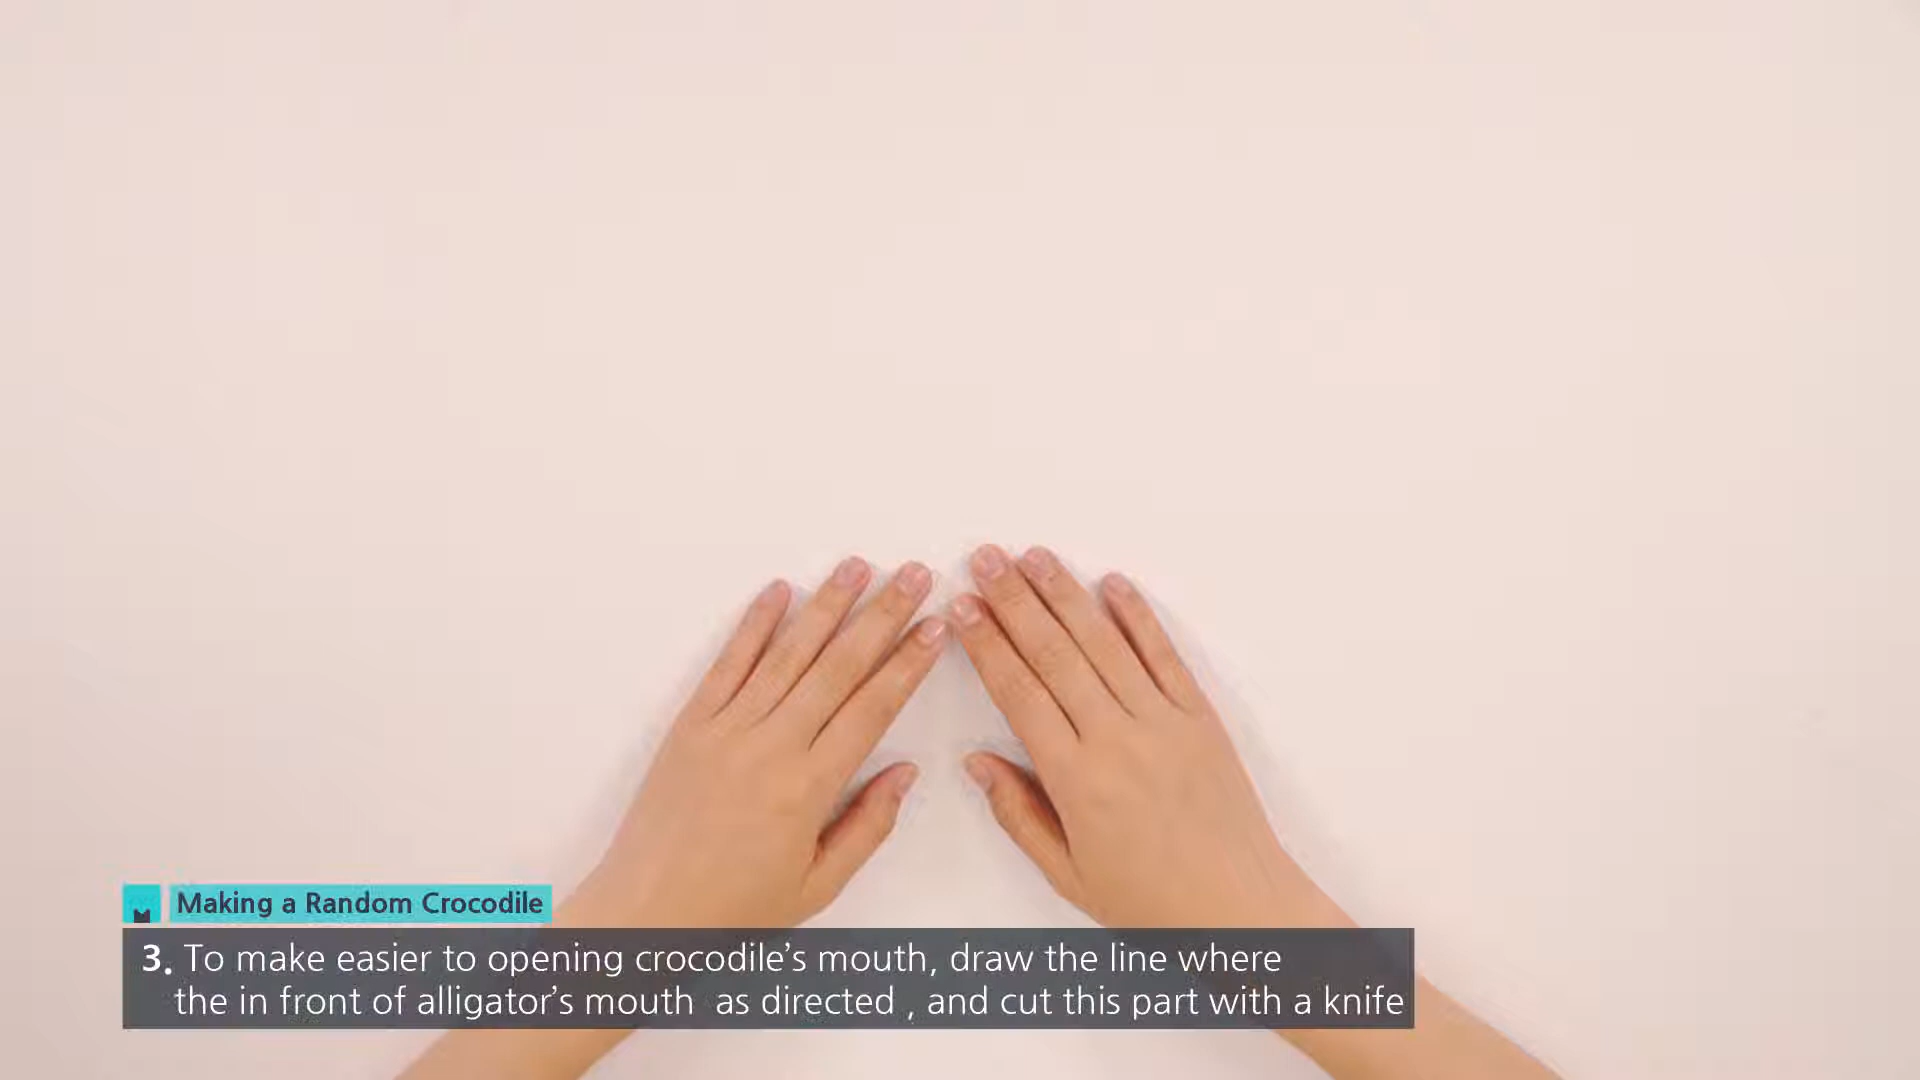 Making a Random Crocodile
3. To make easier to opening crocodile's mouth, draw the line where
the in front of alligator's mouth as directed , and cut this part with a knife